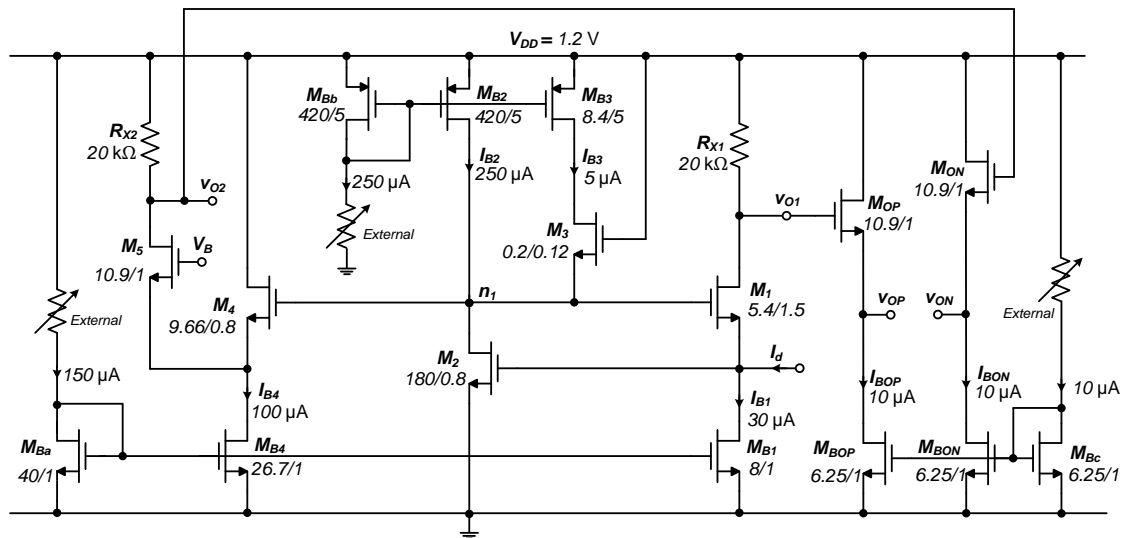 V_DD = 1.2 V
M_Bb
420/5
M_B2
420/5
M_B3
8.4/5
R_X2
20 kΩ
R_X1
20 kΩ
I_B2
250 µA
I_B3
5 µA
250 µA
External
v_O2
v_O1
M_ON
10.9/1
M_OP
10.9/1
M_5
10.9/1
V_B
M_3
0.2/0.12
External
M_4
9.66/0.8
n_1
M_1
5.4/1.5
v_OP
v_ON
External
M_2
180/0.8
I_d
150 µA
I_B4
100 µA
I_B1
30 µA
I_BOP
10 µA
I_BON
10 µA
10 µA
M_Ba
40/1
M_B4
26.7/1
M_B1
8/1
M_BOP
6.25/1
M_BON
6.25/1
M_Bc
6.25/1